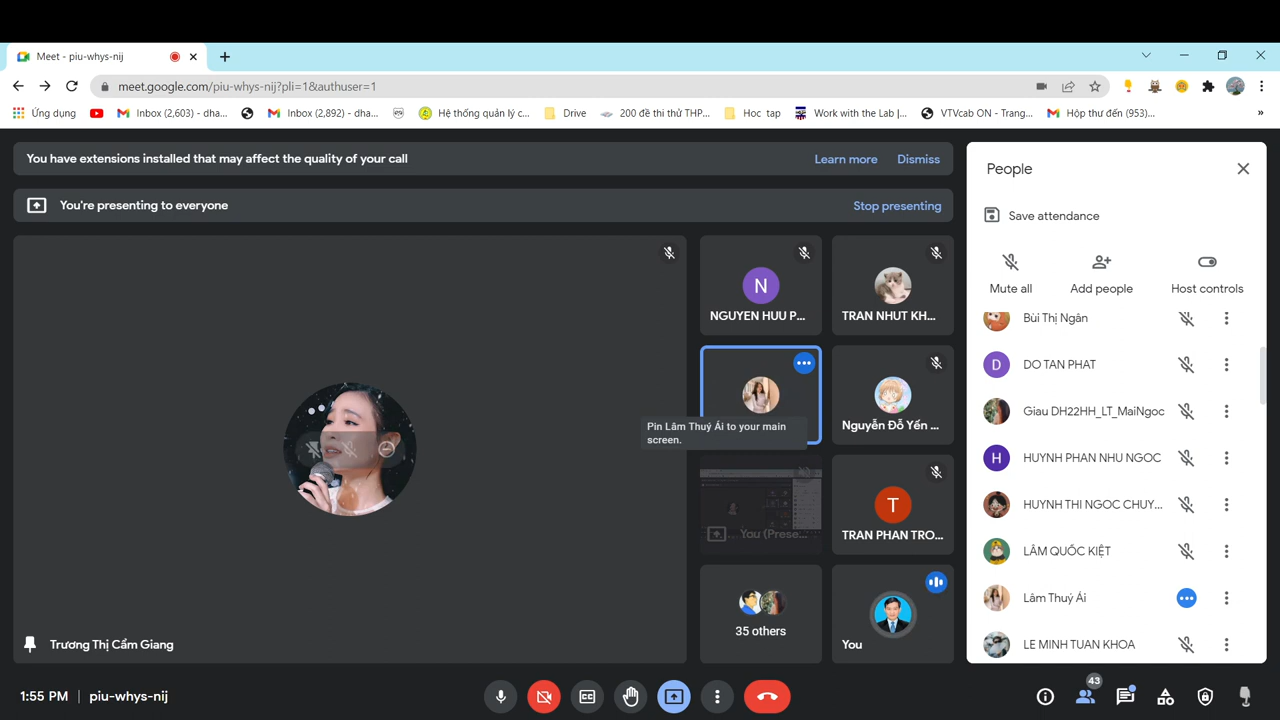 Meet - piu-whys-nij
meet.google.com/piu-whys-nij?pli=1&authuser=1
Ứng dụng
Inbox (2,603) - dha...
Inbox (2,892) - dha...
Hệ thống quản lý c...
Drive
200 đề thi thử THP...
Hoc tap
Work with the Lab |...
VTVcab ON - Trang...
Hộp thư đến (953)...
»
You have extensions installed that may affect the quality of your call
Learn more
Dismiss
You're presenting to everyone
Stop presenting
N
NGUYEN HUU P...
TRAN NHUT KH...
Pin Lâm Thuý Ái to your main
screen.
Nguyễn Đỗ Yến ...
You (Prese...
T
TRAN PHAN TRO...
35 others
You
Trương Thị Cẩm Giang
People
Save attendance
Mute all
Add people
Host controls
Bùi Thị Ngân
D
DO TAN PHAT
Giau DH22HH_LT_MaiNgoc
H
HUYNH PHAN NHU NGOC
HUYNH THI NGOC CHUY...
LÂM QUỐC KIỆT
Lâm Thuý Ái
LE MINH TUAN KHOA
1:55 PM
piu-whys-nij
43